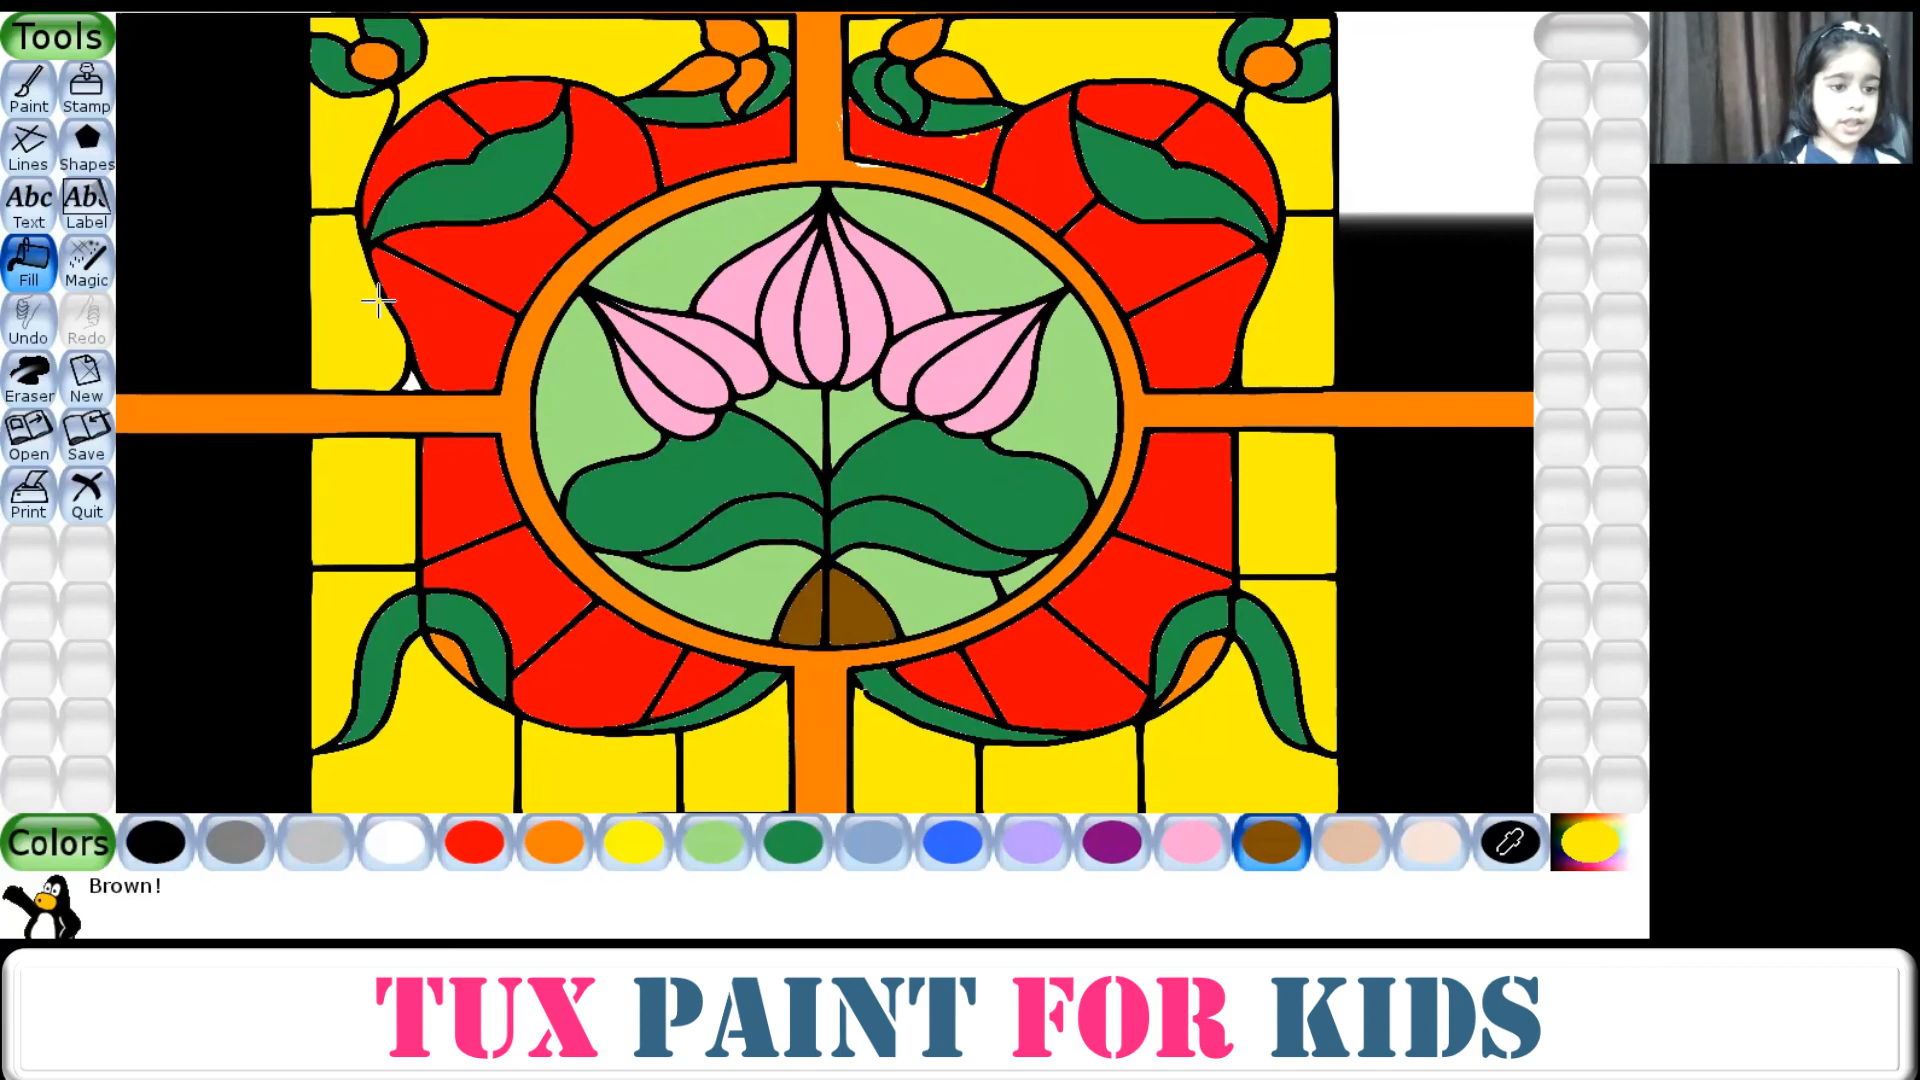 Tools
Paint Stamp
Lines Shapes
Abc Abc
Text Label
Fill Magic
Undo Redo
Eraser New
Open Save
Print Quit
Colors
Brown!
TUX PAINT FOR KIDS